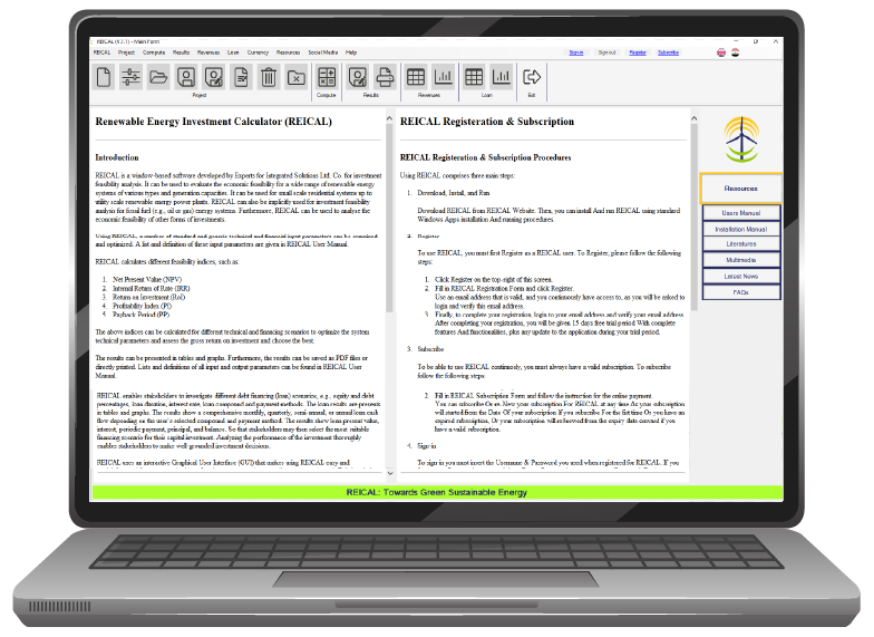 REICAL (V.7.1) - Main Form
REICAL Project Compute Results Revenues Loan Currency Resources Social Media Help
Sign in Sign out Register Subscribe
Project Compute Results Revenues Loan Exit
Renewable Energy Investment Calculator (REICAL)
Introduction
REICAL is a window-based software developed by Experts for Integrated Solutions Ltd. Co. for investment
feasibility analysis. It can be used to evaluate the economic feasibility for a wide range of renewable energy
systems of various types and generation capacities. It can be used for small scale residential systems up to
utility scale renewable energy power plants. REICAL can also be implicitly used for investment feasibility
analysis for fossil fuel (e.g., oil or gas) energy systems. Furthermore, REICAL can be used to analyse the
economic feasibility of other forms of investments.
Using REICAL, a number of standard and generic technical and financial input parameters can be examined
and optimized. A list and definition of these input parameters are given in REICAL User Manual.
REICAL calculates different feasibility indices, such as:
1. Net Present Value (NPV)
2. Internal Return of Rate (IRR)
3. Return on Investment (RoI)
4. Profitability Index (PI)
5. Payback Period (PP)
The above indices can be calculated for different technical and financing scenarios to optimize the system
technical parameters and assess the gross return on investment and choose the best.
The results can be presented in tables and graphs. Furthermore, the results can be saved as PDF files or
directly printed. Lists and definitions of all input and output parameters can be found in REICAL User
Manual.
REICAL enables stakeholders to investigate different debt financing (loan) scenarios, e.g., equity and debt
percentages, loan duration, interest rate, loan compound and payment methods. The loan results are presents
in tables and graphs. The results show a comprehensive monthly, quarterly, semi-annual, or annual loan cash
flow depending on the user's selected compound and payment method. The results show loan present value,
interest, periodic payment, principal, and balance. So that stakeholders may then select the most suitable
financing scenario for their capital investment. Analyzing the performance of the investment thoroughly
enables stakeholders to make well-grounded investment decisions.
REICAL uses an interactive Graphical User Interface (GUI) that makes using REICAL easy and
REICAL Registeration & Subscription
REICAL Registeration & Subscription Procedures
Using REICAL comprises three main steps:
1. Download, Install, and Run
Download REICAL from REICAL Website. Then, you can install And run REICAL using standard
Windows Apps installation And running procedures.
2. Register
To use REICAL, you must first Register as a REICAL user. To Register, please follow the following
steps:
1. Click Register on the top-right of this screen.
2. Fill in REICAL Registration Form and click Register.
Use an email address that is valid, and you continuously have access to, as you will be asked to
login and verify this email address.
3. Finally, to complete your registration, login to your email address and verify your email address.
After completing your registration, you will be given 15 days free trial period With complete
features And functionalities, plus any update to the application during your trial period.
3. Subscribe
To be able to use REICAL continuously, you must always have a valid subscription. To subscribe
follow the following steps:
2. Fill in REICAL Subscription Form and follow the instruction for the online payment.
You can subscribe Or re-New your subscription For REICAL at any time As your subscription
will started from the Date Of your subscription if you subscribe For the first time Or you have an
expired subscription, Or your subscription will
have a valid subscription.
4. Sign in
To sign in you must insert the Username & Password you used when registered for REICAL. If you
Resources
Users Manual
Installation Manual
Literatures
Multimedia
Latest News
FAQs
REICAL: Towards Green Sustainable Energy